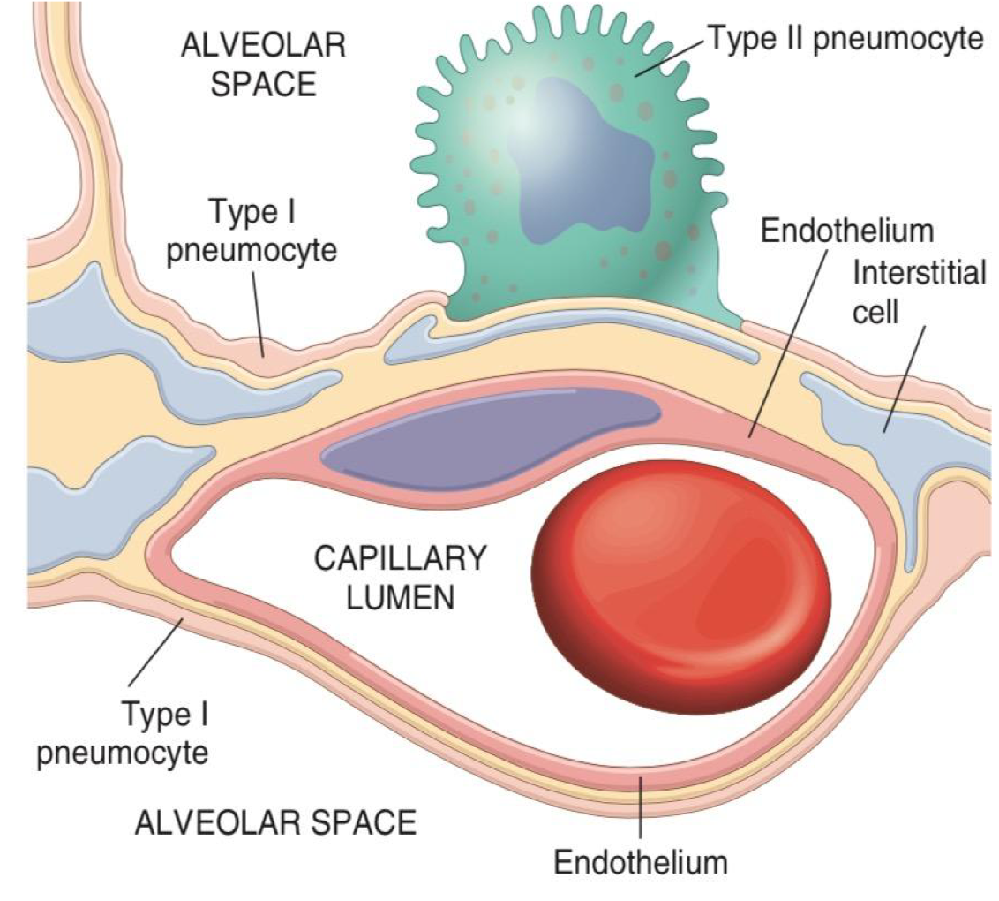 ALVEOLAR
SPACE
Type II pneumocyte
Type I
pneumocyte
Endothelium
Interstitial
cell
CAPILLARY
LUMEN
Type I
pneumocyte
ALVEOLAR SPACE
Endothelium